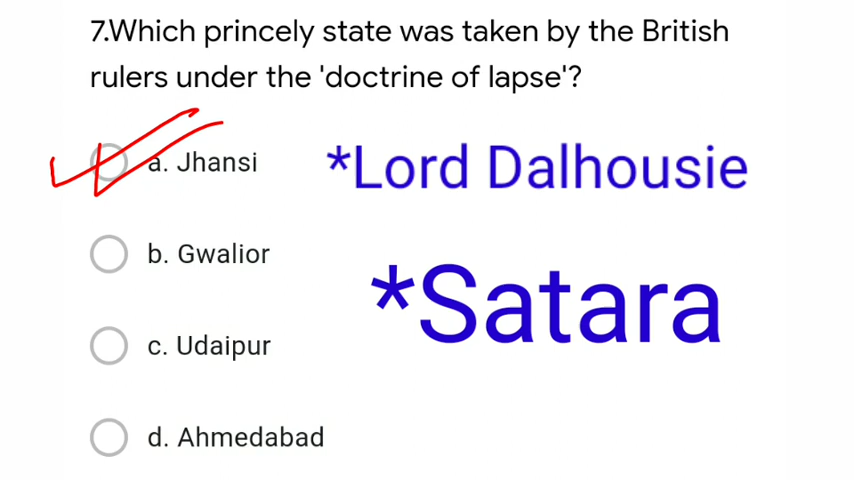 7.Which princely state was taken by the British
rulers under the 'doctrine of lapse'?
a. Jhansi
*Lord Dalhousie
b. Gwalior
*Satara
c. Udaipur
d. Ahmedabad